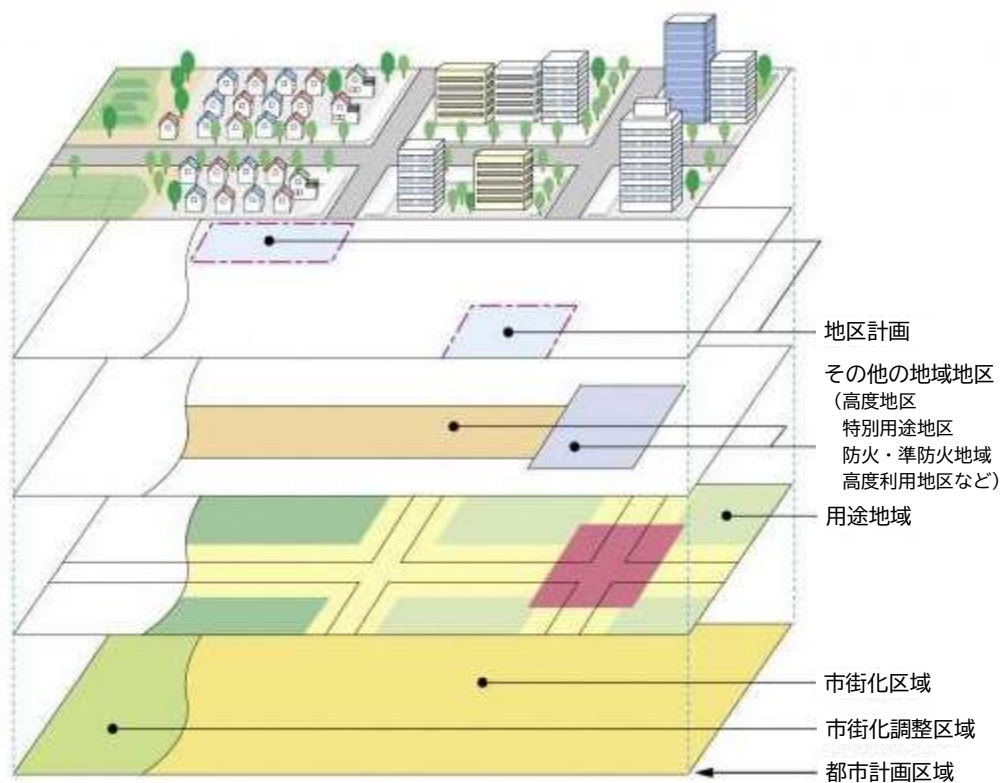 地区計画
その他の地域地区
（高度地区
特別用途地区
防火・準防火地域
高度利用地区など）
用途地域
市街化区域
市街化調整区域
都市計画区域